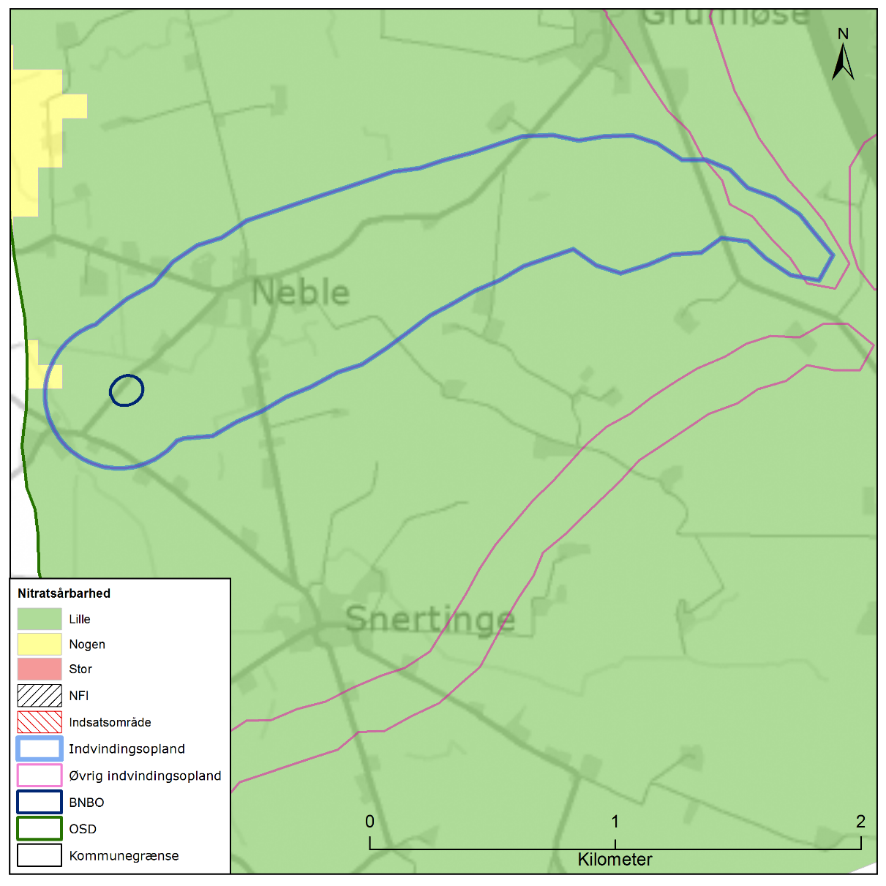 Grumløse
N
Neble
Snertinge
Nitratsårbarhed
Lille
Nogen
Stor
NFI
Indsatsområde
Indvindingsopland
Øvrig indvindingsopland
BNBO
OSD
Kommunegrænse
0 1 2
Kilometer